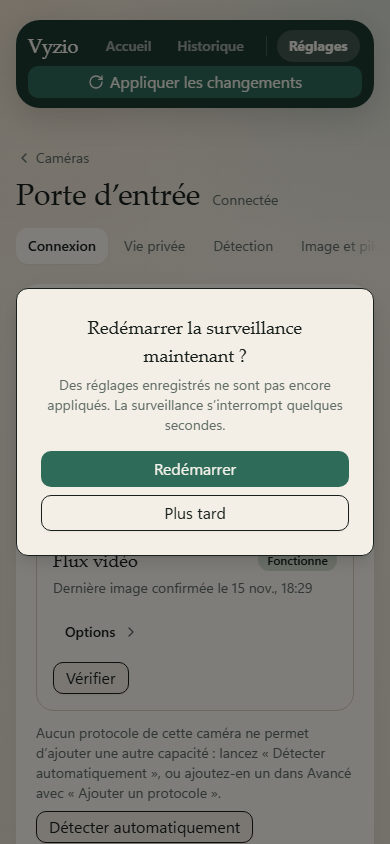 Vyzio Accueil Historique Réglages
Appliquer les changements
Caméras
Porte d’entrée Connectée
Connexion Vie privée Détection Image et pi
Redémarrer la surveillance
maintenant ?
Des réglages enregistrés ne sont pas encore
appliqués. La surveillance s’interrompt quelques
secondes.
Redémarrer
Plus tard
Flux vidéo Fonctionne
Dernière image confirmée le 15 nov., 18:29
Options
Vérifier
Aucun protocole de cette caméra ne permet
d’ajouter une autre capacité : lancez « Détecter
automatiquement », ou ajoutez-en un dans Avancé
avec « Ajouter un protocole ».
Détecter automatiquement